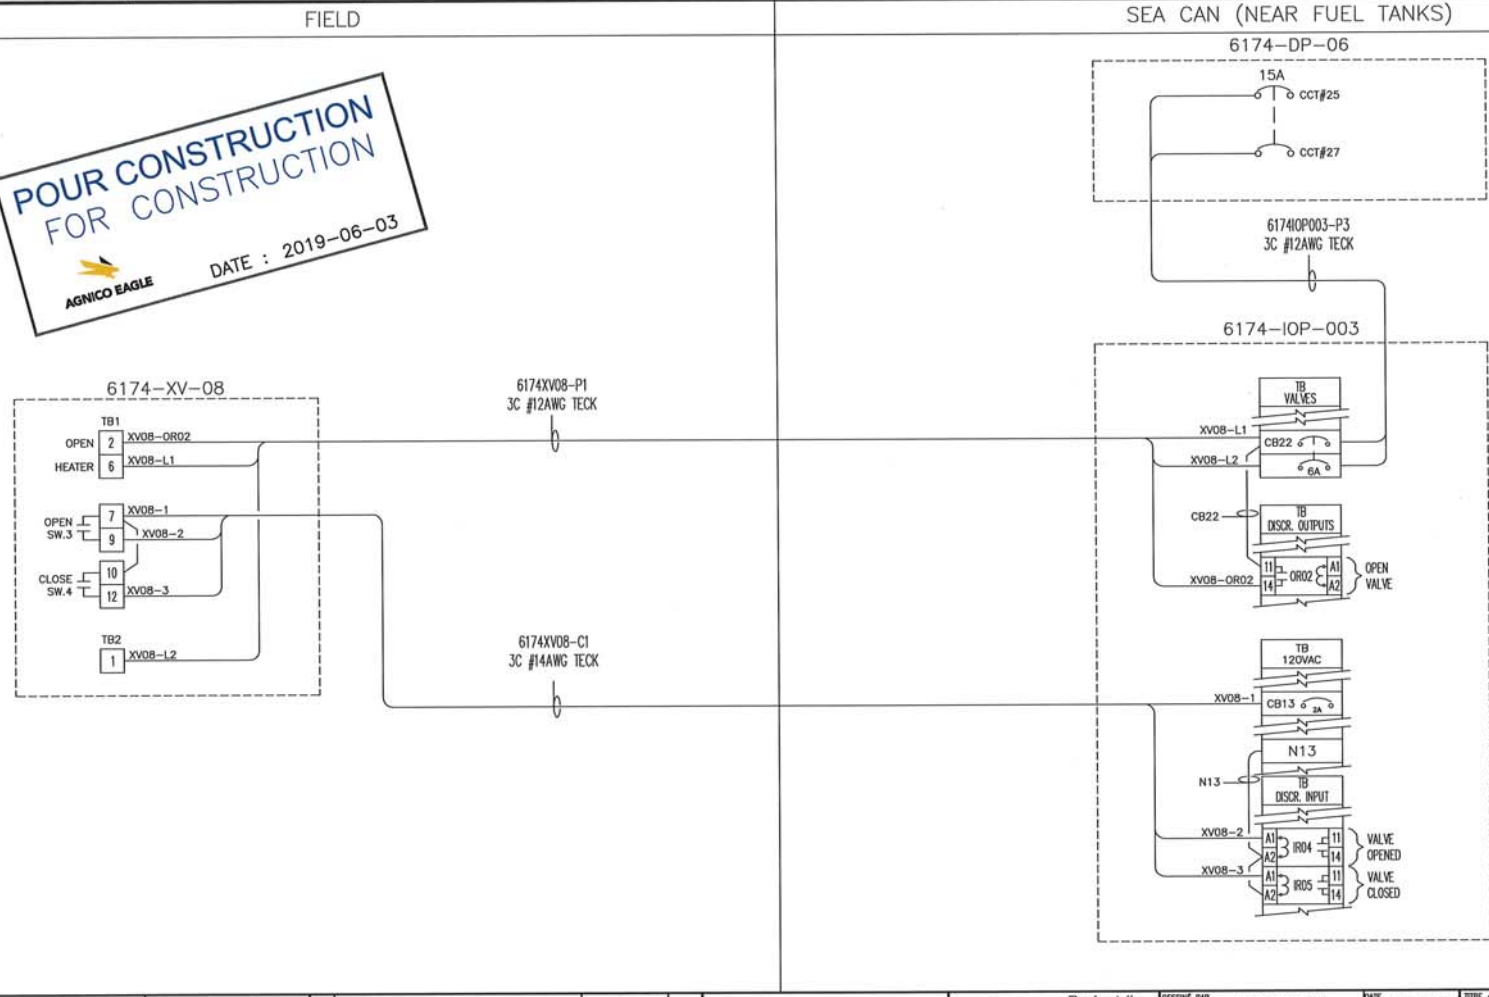 FIELD
SEA CAN (NEAR FUEL TANKS)
6174-DP-06
15A
CCT#25
CCT#27
POUR CONSTRUCTION
FOR CONSTRUCTION
DATE : 2019-06-03
AGNICO EAGLE
6174IOP003-P3
3C #12AWG TECK
6174-IOP-003
6174-XV-08
6174XV08-P1
3C #12AWG TECK
TB1
OPEN 2 XV08-OR02
HEATER 6 XV08-L1
OPEN
SW.3
7 XV08-1
9 XV08-2
CLOSE
SW.4
10
12 XV08-3
TB2
1 XV08-L2
6174XV08-C1
3C #14AWG TECK
TB
VALVES
XV08-L1
CB22
XV08-L2
6A
CB22
TB
DISCR. OUTPUTS
11 OR02 A1
XV08-OR02 14 A2
OPEN
VALVE
TB
120VAC
XV08-1 CB13 2A
N13
N13
TB
DISCR. INPUT
XV08-2 A1 IR04 11
A2 14
VALVE
OPENED
XV08-3 A1 IR05 11
A2 14
VALVE
CLOSED